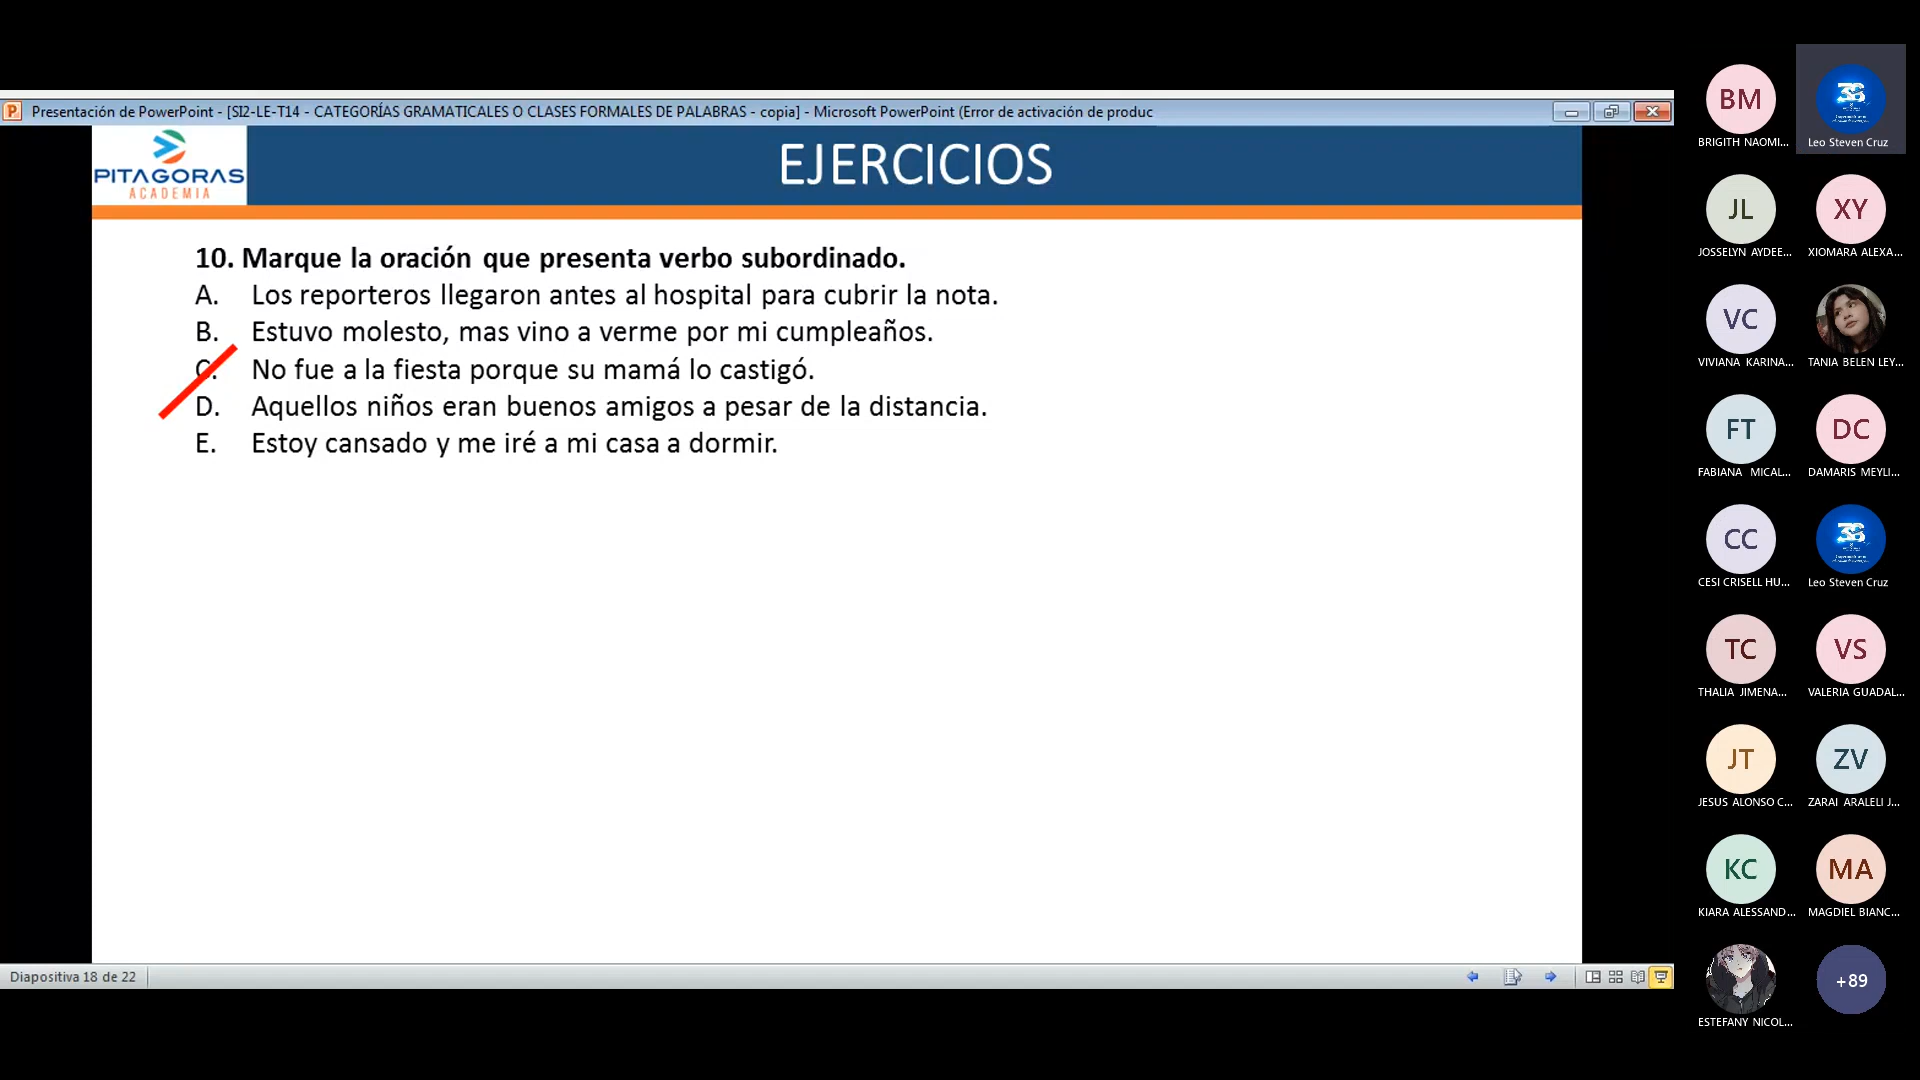 Presentación de PowerPoint - [SI2-LE-T14 - CATEGORÍAS GRAMATICALES O CLASES FORMALES DE PALABRAS - copia] - Microsoft PowerPoint (Error de activación de produc
PITAGORAS
ACADEMIA
EJERCICIOS
10. Marque la oración que presenta verbo subordinado.
A. Los reporteros llegaron antes al hospital para cubrir la nota.
B. Estuvo molesto, mas vino a verme por mi cumpleaños.
C. No fue a la fiesta porque su mamá lo castigó.
D. Aquellos niños eran buenos amigos a pesar de la distancia.
E. Estoy cansado y me iré a mi casa a dormir.
Diapositiva 18 de 22
BM
BRIGITH NAOMI...
Leo Steven Cruz
JL
JOSSELYN AYDEE...
XY
XIOMARA ALEXA...
VC
VIVIANA KARINA...
TANIA BELEN LEY...
FT
FABIANA MICAL...
DC
DAMARIS MEYLI...
CC
CESI CRISELL HU...
Leo Steven Cruz
TC
THALIA JIMENA...
VS
VALERIA GUADAL...
JT
JESUS ALONSO C...
ZV
ZARAI ARALELI J...
KC
KIARA ALESSAND...
MA
MAGDIEL BIANC...
ESTEFANY NICOL...
+89